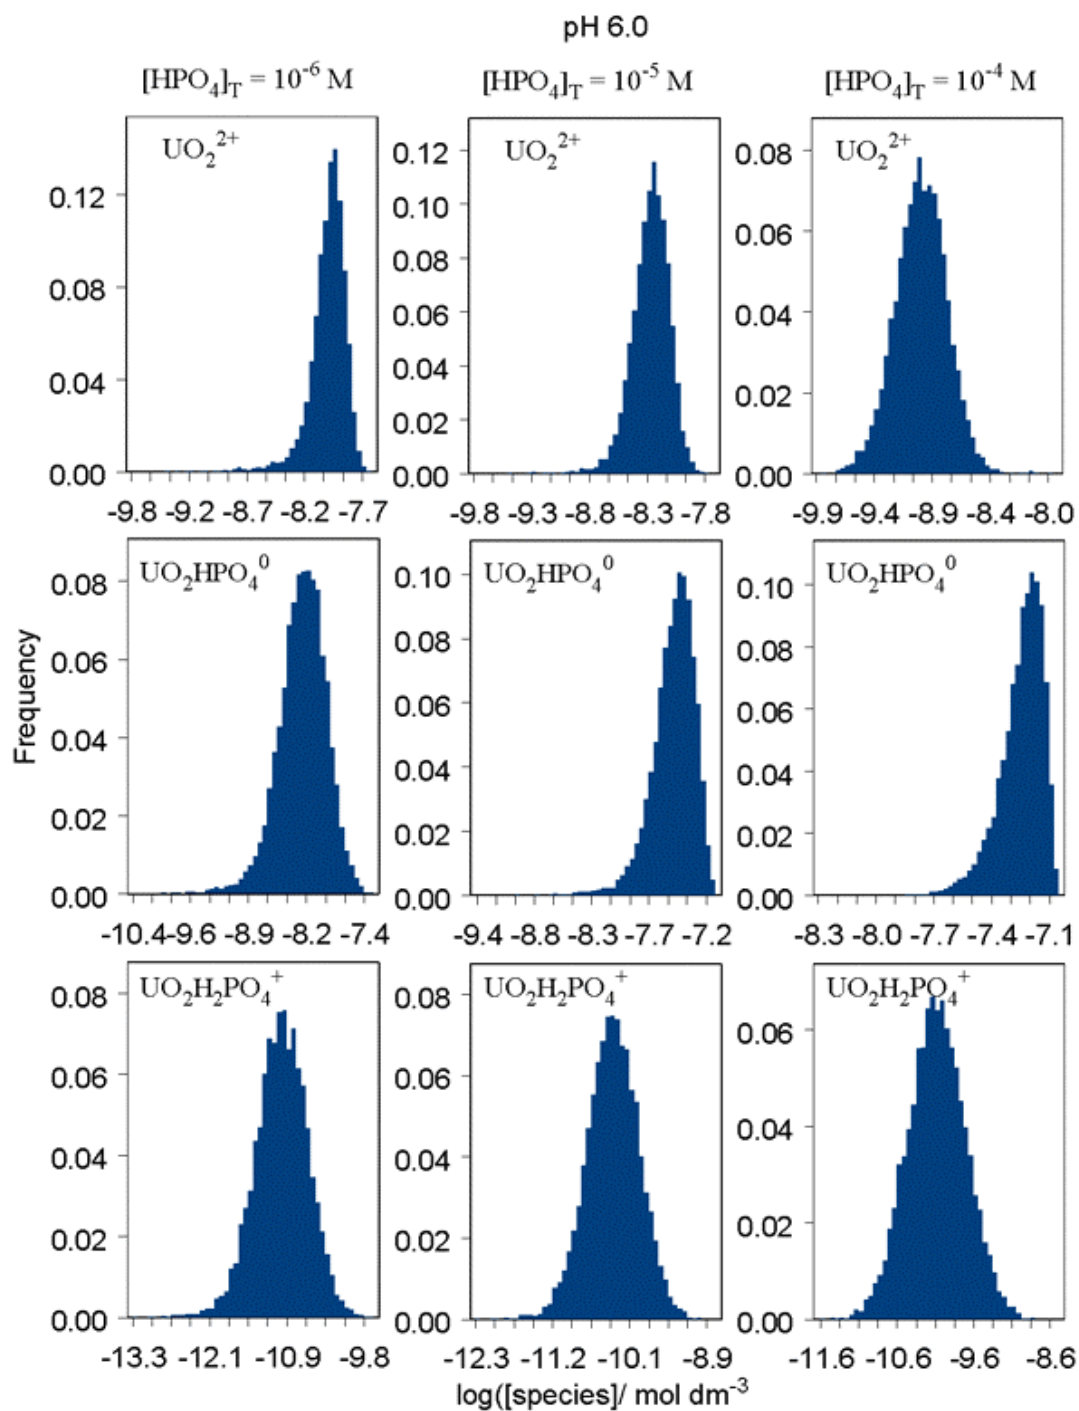 pH 6.0
[HPO₄]T = 10⁻⁶ M [HPO₄]T = 10⁻⁵ M [HPO₄]T = 10⁻⁴ M
UO₂²⁺ UO₂²⁺ UO₂²⁺
0.12 0.08 0.04 0.00
0.12 0.10 0.12 0.08 0.06 0.04 0.02 0.00
0.08 0.06 0.04 0.02 0.00
-9.8 -9.2 -8.7 -8.2 -7.7
-9.8 -9.3 -8.8 -8.3 -7.8
-9.9 -9.4 -8.9 -8.4 -8.0
UO₂HPO₄⁰ UO₂HPO₄⁰ UO₂HPO₄⁰
0.08 0.06 0.04 0.02 0.00
0.10 0.08 0.06 0.04 0.02 0.00
0.10 0.08 0.06 0.04 0.02 0.00
-10.4 -9.6 -8.9 -8.2 -7.4
-9.4 -8.8 -8.3 -7.7 -7.2
-8.3 -8.0 -7.7 -7.4 -7.1
Frequency
UO₂H₂PO₄⁺ UO₂H₂PO₄⁺ UO₂H₂PO₄⁺
0.08 0.06 0.04 0.02 0.00
0.08 0.06 0.04 0.02 0.00
0.06 0.04 0.02 0.00
-13.3 -12.1 -10.9 -9.8
-12.3 -11.2 -10.1 -8.9
-11.6 -10.6 -9.6 -8.6
log([species]/ mol dm⁻³